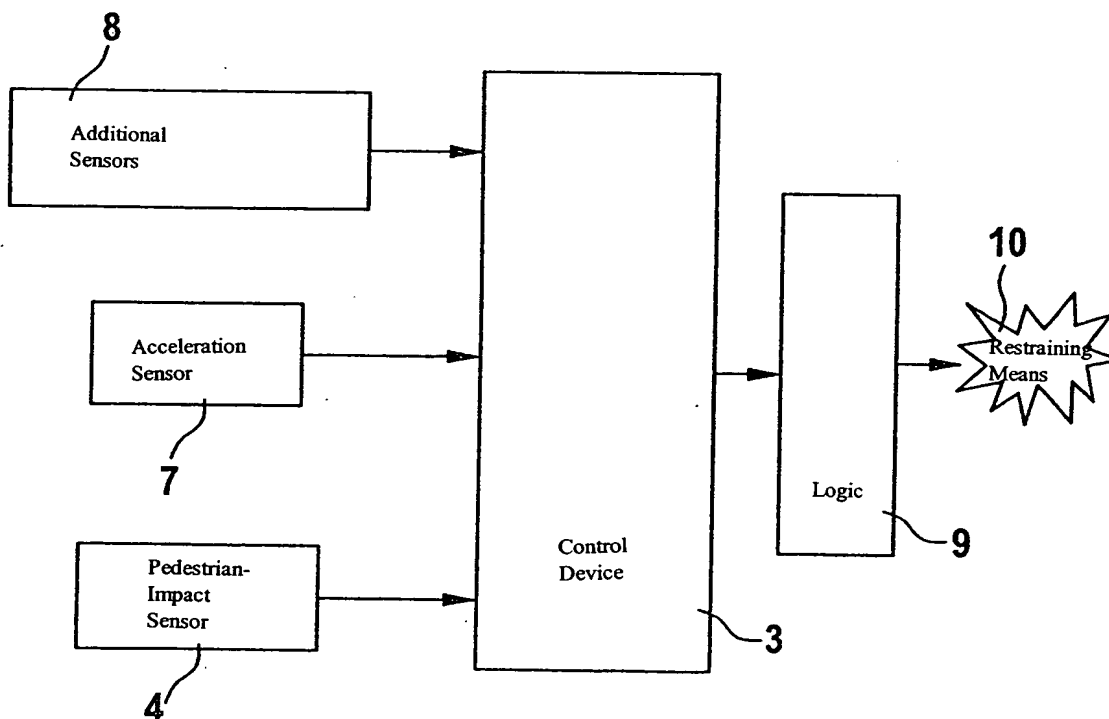 8
Additional
Sensors
10
Restraining
Means
Acceleration
Sensor
7
Logic
9
Control
Device
Pedestrian-
Impact
Sensor
3
4